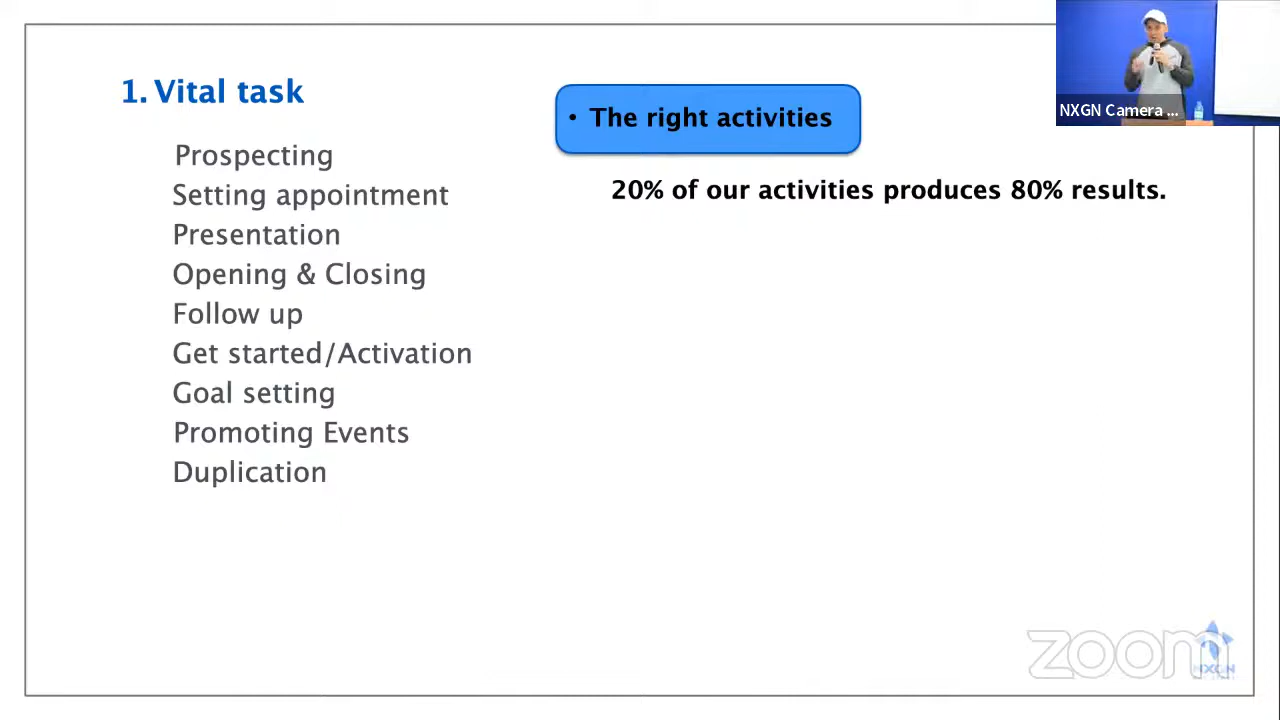 1. Vital task
Prospecting
Setting appointment
Presentation
Opening & Closing
Follow up
Get started/Activation
Goal setting
Promoting Events
Duplication
• The right activities
20% of our activities produces 80% results.
NXGN Camera ...
zoom
NXGN